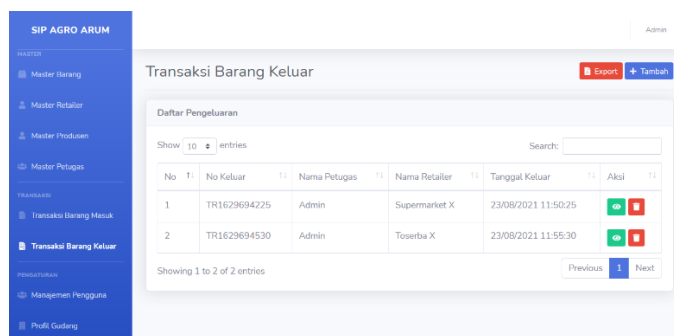 SIP AGRO ARUM
Admin
MASTER
Master Barang
Master Retailer
Master Produsen
Master Petugas
TRANSAKSI
Transaksi Barang Masuk
Transaksi Barang Keluar
PENGATURAN
Manajemen Pengguna
Profil Gudang
Transaksi Barang Keluar
Export + Tambah
Daftar Pengeluaran
Show 10 entries Search:
No No Keluar Nama Petugas Nama Retailer Tanggal Keluar Aksi
1 TR1629694225 Admin Supermarket X 23/08/2021 11:50:25
2 TR1629694530 Admin Toserba X 23/08/2021 11:55:30
Showing 1 to 2 of 2 entries Previous 1 Next